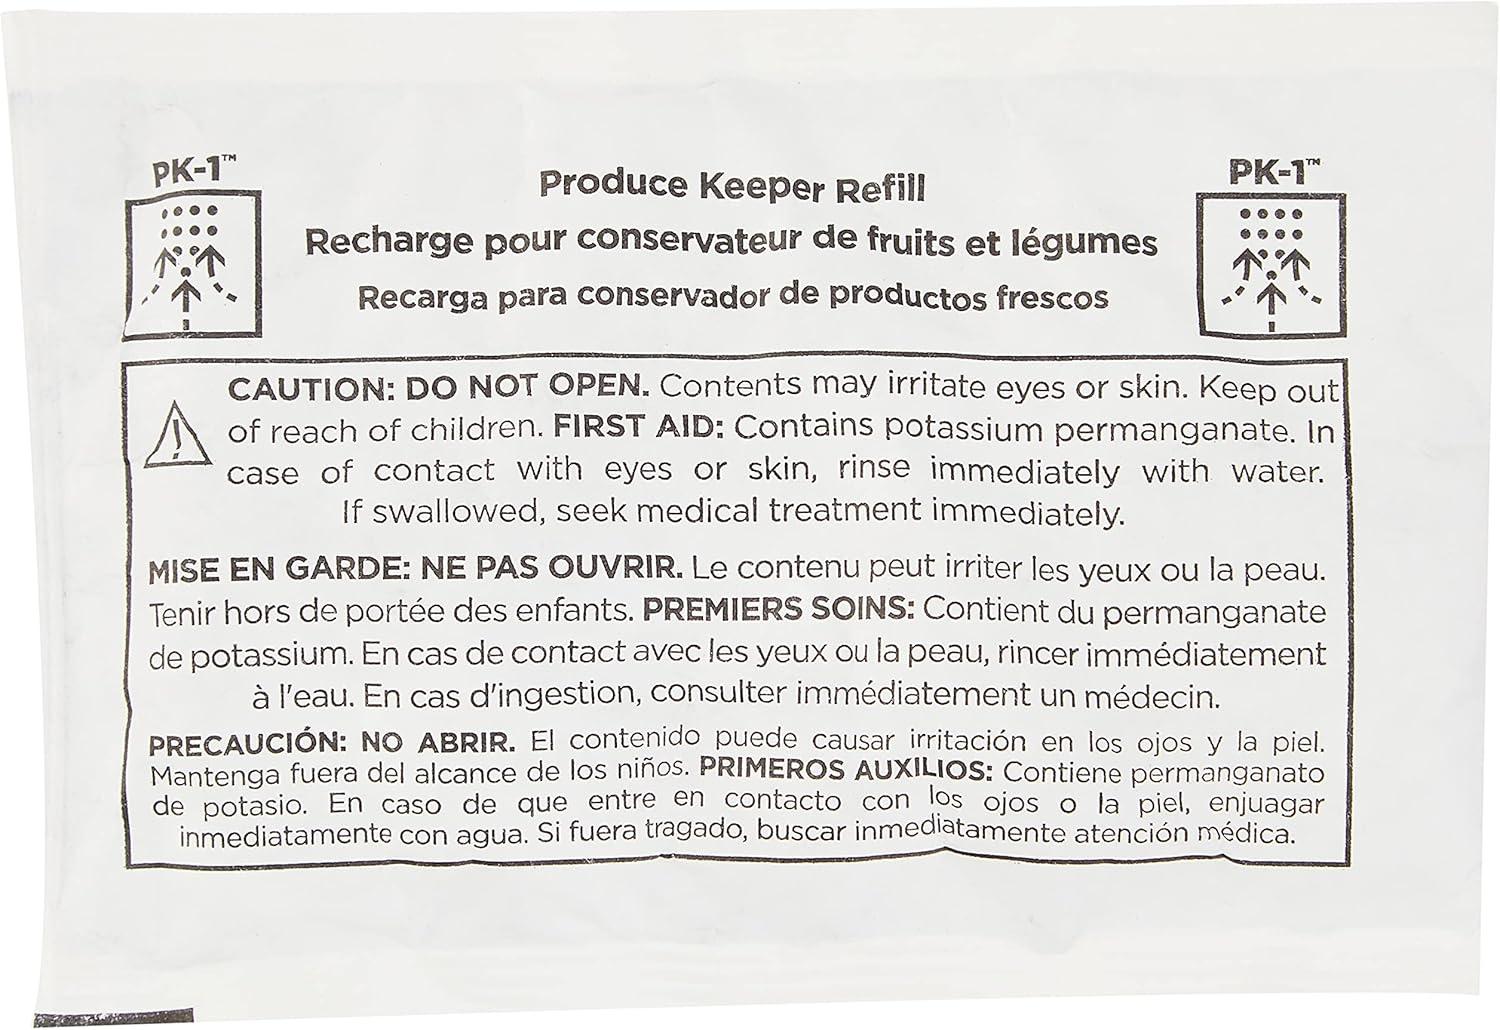 PK-1™
PK-1™
Produce Keeper Refill
Recharge pour conservateur de fruits et légumes
Recarga para conservador de productos frescos
CAUTION: DO NOT OPEN. Contents may irritate eyes or skin. Keep out
of reach of children. FIRST AID: Contains potassium permanganate. In
case of contact with eyes or skin, rinse immediately with water.
If swallowed, seek medical treatment immediately.
MISE EN GARDE: NE PAS OUVRIR. Le contenu peut irriter les yeux ou la peau.
Tenir hors de portée des enfants. PREMIERS SOINS: Contient du permanganate
de potassium. En cas de contact avec les yeux ou la peau, rincer immédiatement
à l'eau. En cas d'ingestion, consulter immédiatement un médecin.
PRECAUCIÓN: NO ABRIR. El contenido puede causar irritación en los ojos y la piel.
Mantenga fuera del alcance de los niños. PRIMEROS AUXILIOS: Contiene permanganato
de potasio. En caso de que entre en contacto con los ojos o la piel, enjuagar
inmediatamente con agua. Si fuera tragado, buscar inmediatamente atención médica.